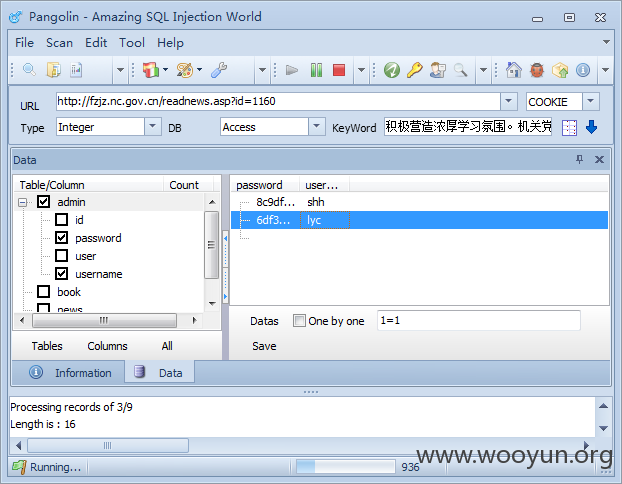 Pangolin - Amazing SQL Injection World
File Scan Edit Tool Help
URL http://fzjz.nc.gov.cn/readnews.asp?id=1160 COOKIE
Type Integer DB Access KeyWord 积极营造浓厚学习氛围。机关党
Data
Table/Column Count
admin
id
password
user
username
book
news
password user...
8c9df... shh
6df3... lyc
Datas One by one 1=1
Tables Columns All Save
Information Data
Processing records of 3/9
Length is : 16
Running... 936
www.wooyun.org